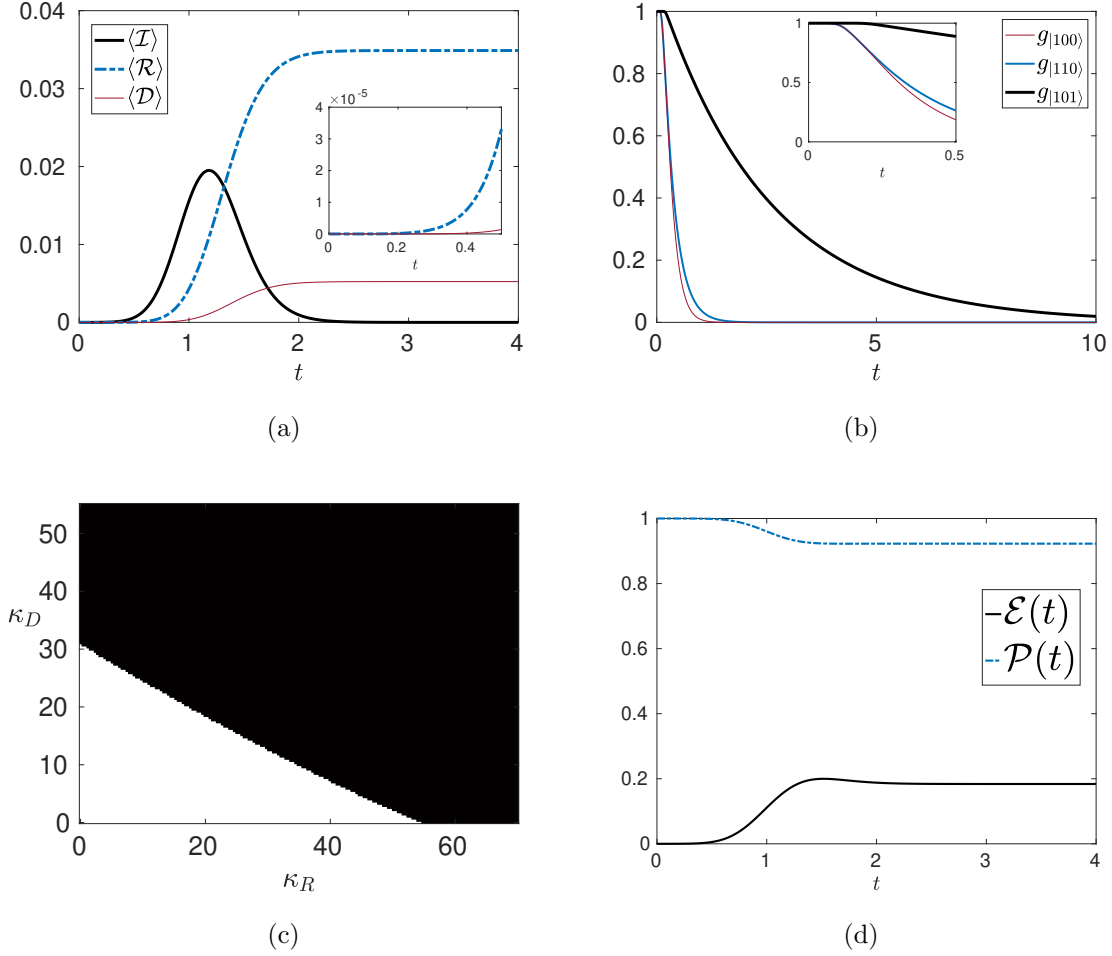 0.04
0.03
0.02
0.01
0
0 1 2 3 4
t
⟨𝓘⟩
⟨𝓡⟩
⟨𝓓⟩
×10⁻⁵
4
3
2
1
0
0 0.2 0.4
t
(a)
1
0.8
0.6
0.4
0.2
0
0 5 10
t
1
0.5
0
0 0.5
t
g|100⟩
g|110⟩
g|101⟩
(b)
50
40
30
20
10
0
κ_D
0 20 40 60
κ_R
(c)
1
0.8
0.6
0.4
0.2
0
0 1 2 3 4
t
𝓔(t)
𝓟(t)
(d)